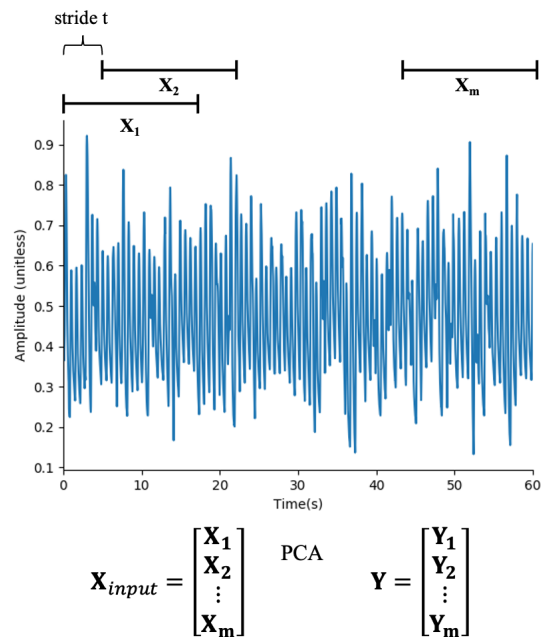 stride t
X₂
Xₘ
X₁
0.9
0.8
0.7
0.6
0.5
0.4
0.3
0.2
0.1
Amplitude (unitless)
0 10 20 30 40 50 60
Time(s)
X_input = [X₁ X₂ ⋮ Xₘ]
PCA
Y = [Y₁ Y₂ ⋮ Yₘ]